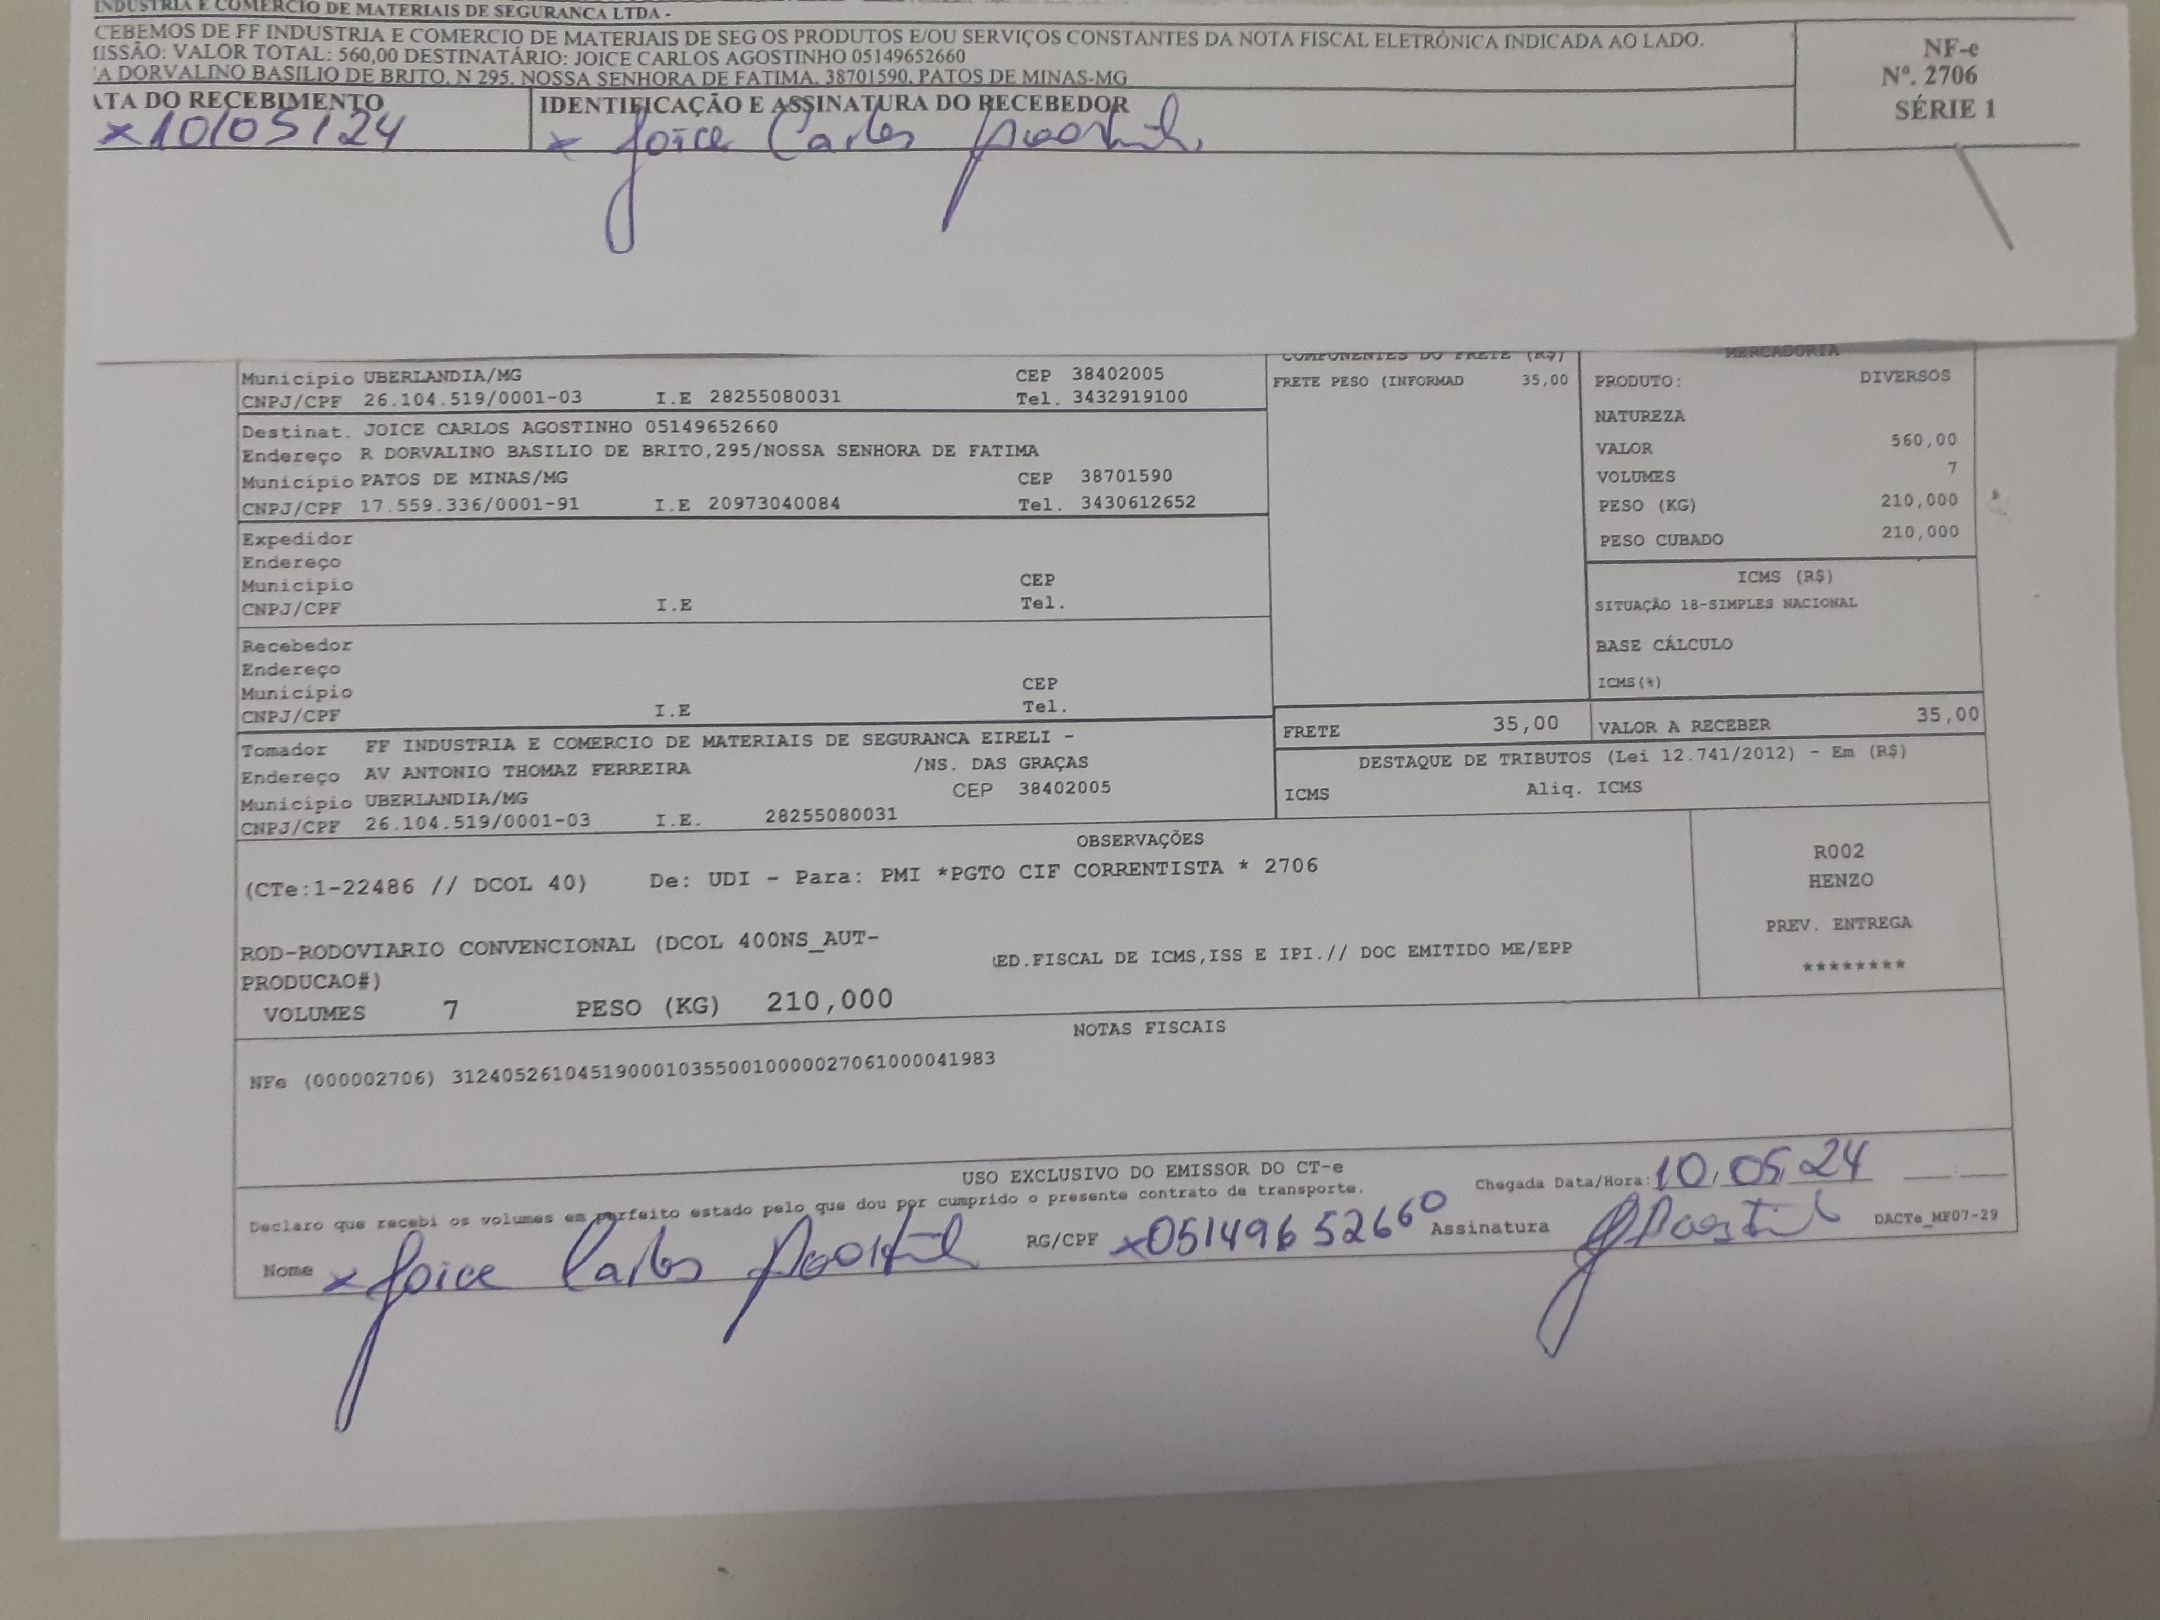 INDUSTRIA E COMERCIO DE MATERIAIS DE SEGURANCA LTDA -
CEBEMOS DE FF INDUSTRIA E COMERCIO DE MATERIAIS DE SEG OS PRODUTOS E/OU SERVIÇOS CONSTANTES DA NOTA FISCAL ELETRÔNICA INDICADA AO LADO.
MISSÃO: VALOR TOTAL: 560,00 DESTINATÁRIO: JOICE CARLOS AGOSTINHO 05149652660
A DORVALINO BASILIO DE BRITO, N 295, NOSSA SENHORA DE FATIMA, 38701590, PATOS DE MINAS-MG
NF-e
Nº. 2706
SÉRIE 1
ATA DO RECEBIMENTO IDENTIFICAÇÃO E ASSINATURA DO RECEBEDOR
x 10/05/24 x Joice Carlos Agostinho
COMPONENTES DO FRETE (R$) MERCADORIA
Município UBERLANDIA/MG CEP 38402005 FRETE PESO (INFORMAD 35,00 PRODUTO: DIVERSOS
CNPJ/CPF 26.104.519/0001-03 I.E 28255080031 Tel. 3432919100
NATUREZA
Destinat. JOICE CARLOS AGOSTINHO 05149652660
VALOR 560,00
Endereço R DORVALINO BASILIO DE BRITO,295/NOSSA SENHORA DE FATIMA
VOLUMES 7
Município PATOS DE MINAS/MG CEP 38701590
PESO (KG) 210,000
CNPJ/CPF 17.559.336/0001-91 I.E 20973040084 Tel. 3430612652
PESO CUBADO 210,000
Expedidor
Endereço
Município CEP
CNPJ/CPF I.E Tel.
ICMS (R$)
SITUAÇÃO 18-SIMPLES NACIONAL
BASE CÁLCULO
ICMS(%)
Recebedor
Endereço
Município CEP
CNPJ/CPF I.E Tel.
FRETE 35,00 VALOR A RECEBER 35,00
Tomador FF INDUSTRIA E COMERCIO DE MATERIAIS DE SEGURANCA EIRELI -
Endereço AV ANTONIO THOMAZ FERREIRA /NS. DAS GRAÇAS
Município UBERLANDIA/MG CEP 38402005
CNPJ/CPF 26.104.519/0001-03 I.E. 28255080031
DESTAQUE DE TRIBUTOS (Lei 12.741/2012) - Em (R$)
ICMS Aliq. ICMS
OBSERVAÇÕES
(CTe:1-22486 // DCOL 40) De: UDI - Para: PMI *PGTO CIF CORRENTISTA * 2706
R002
HENZO
PREV. ENTREGA
********
ROD-RODOVIARIO CONVENCIONAL (DCOL 400NS_AUT-
PRODUCAO#)
ED.FISCAL DE ICMS,ISS E IPI.// DOC EMITIDO ME/EPP
VOLUMES 7 PESO (KG) 210,000
NOTAS FISCAIS
NFe (000002706) 31240526104519000103550010000027061000041983
USO EXCLUSIVO DO EMISSOR DO CT-e
Declaro que recebi os volumes em perfeito estado pelo que dou por cumprido o presente contrato de transporte.
Chegada Data/Hora: 10/05/24 __:__
Nome x Joice Carlos Agostinho RG/CPF x05149652660 Assinatura JAgostinho DACTe_MF07-29